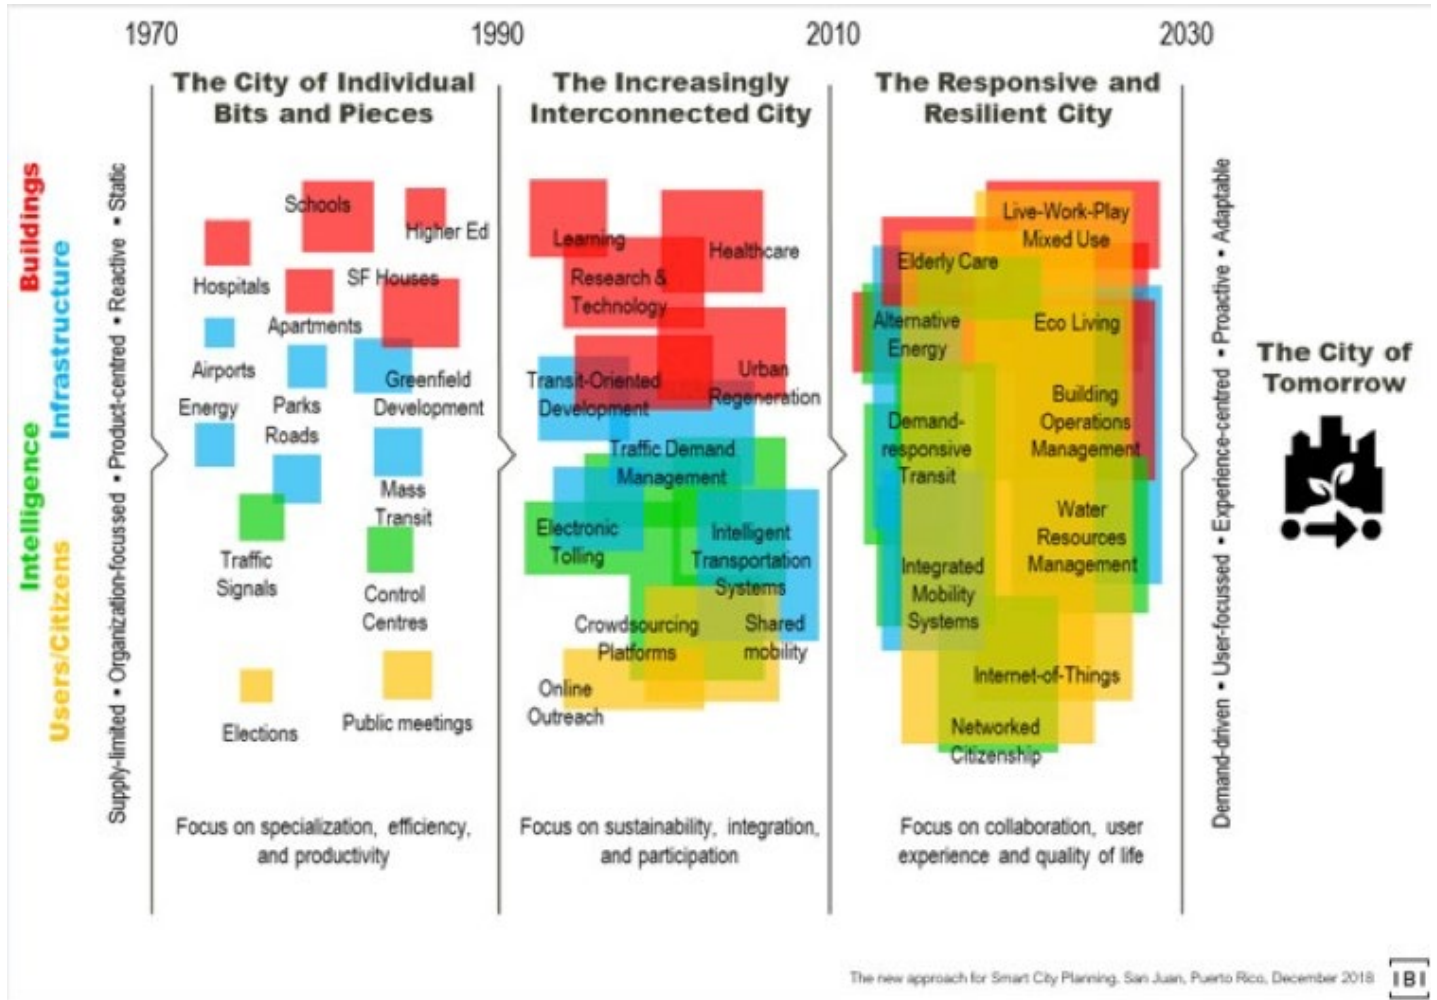 1970
1990
2010
2030
The City of Individual
Bits and Pieces
The Increasingly
Interconnected City
The Responsive and
Resilient City
Buildings
Infrastructure
Intelligence
Users/Citizens
Supply-limited • Organization-focussed • Product-centred • Reactive • Static
Schools
Higher Ed
Hospitals
SF Houses
Apartments
Airports
Greenfield
Development
Energy
Parks
Roads
Mass
Transit
Traffic
Signals
Control
Centres
Elections
Public meetings
Focus on specialization, efficiency,
and productivity
Learning
Healthcare
Research &
Technology
Transit-Oriented
Development
Urban
Regeneration
Traffic Demand
Management
Electronic
Tolling
Intelligent
Transportation
Systems
Crowdsourcing
Platforms
Shared
mobility
Online
Outreach
Focus on sustainability, integration,
and participation
Live-Work-Play
Mixed Use
Elderly Care
Alternative
Energy
Eco Living
Building
Operations
Management
Demand-
responsive
Transit
Water
Resources
Management
Integrated
Mobility
Systems
Internet-of-Things
Networked
Citizenship
Focus on collaboration, user
experience and quality of life
Demand-driven • User-focussed • Experience-centred • Proactive • Adaptable
The City of
Tomorrow
The new approach for Smart City Planning. San Juan, Puerto Rico, December 2018
IBI